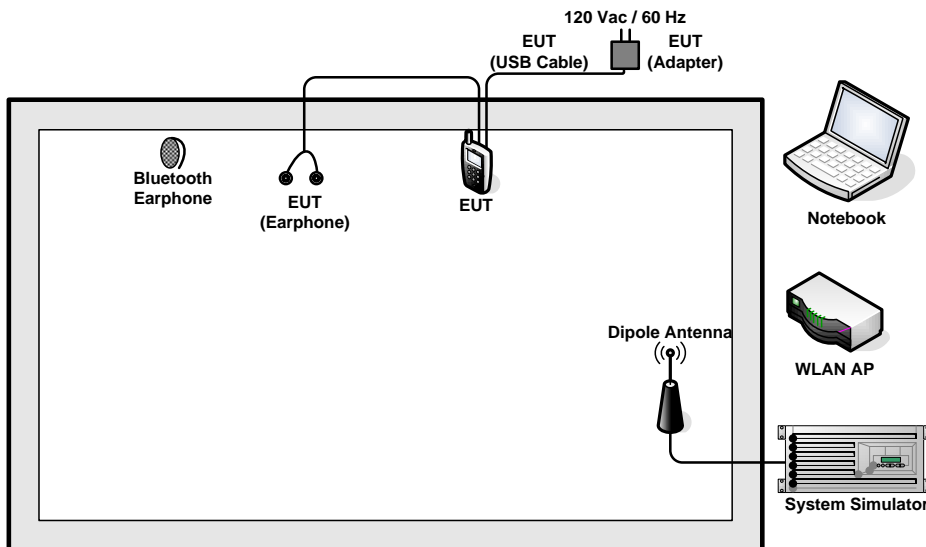 120 Vac / 60 Hz
EUT
(USB Cable)
EUT
(Adapter)
Bluetooth
Earphone
EUT
(Earphone)
EUT
Notebook
Dipole Antenna
WLAN AP
System Simulator